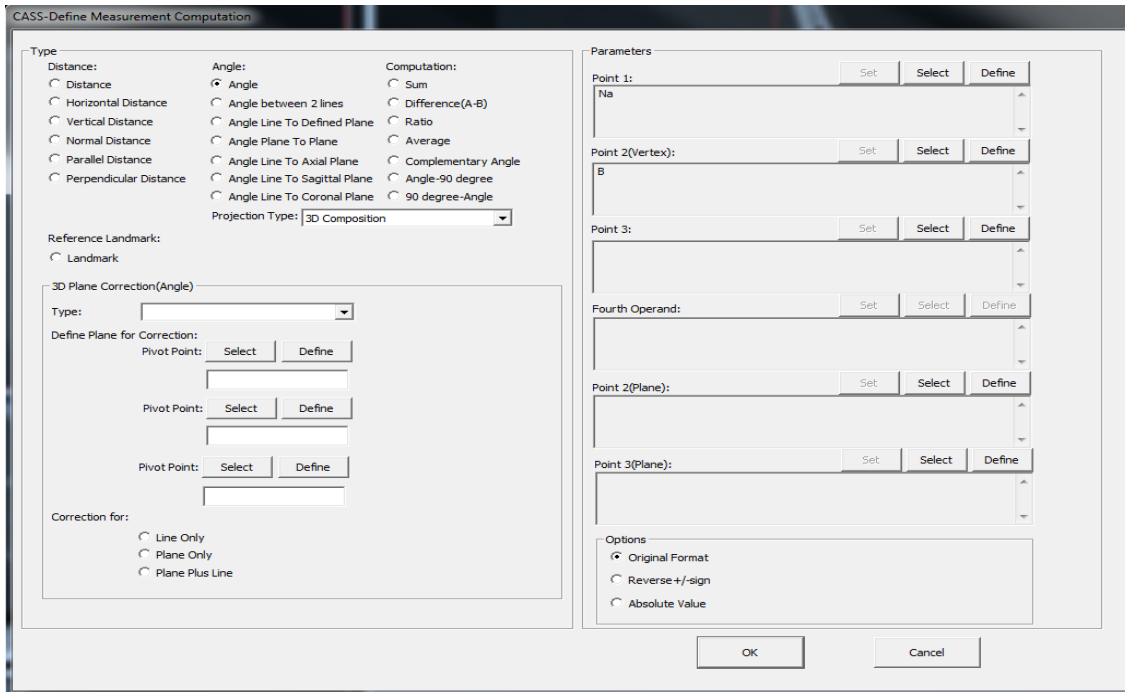 CASS-Define Measurement Computation
Type
Distance: Angle: Computation:
Distance Angle Sum
Horizontal Distance Angle between 2 lines Difference(A-B)
Vertical Distance Angle Line To Defined Plane Ratio
Normal Distance Angle Plane To Plane Average
Parallel Distance Angle Line To Axial Plane Complementary Angle
Perpendicular Distance Angle Line To Sagittal Plane Angle-90 degree
Angle Line To Coronal Plane 90 degree-Angle
Projection Type: 3D Composition
Reference Landmark:
Landmark
3D Plane Correction(Angle)
Type:
Define Plane for Correction:
Pivot Point: Select Define
Pivot Point: Select Define
Pivot Point: Select Define
Correction for:
Line Only
Plane Only
Plane Plus Line
Parameters
Point 1: Set Select Define
Na
Point 2(Vertex): Set Select Define
B
Point 3: Set Select Define
Fourth Operand: Set Select Define
Point 2(Plane): Set Select Define
Point 3(Plane): Set Select Define
Options
Original Format
Reverse+/-sign
Absolute Value
OK Cancel